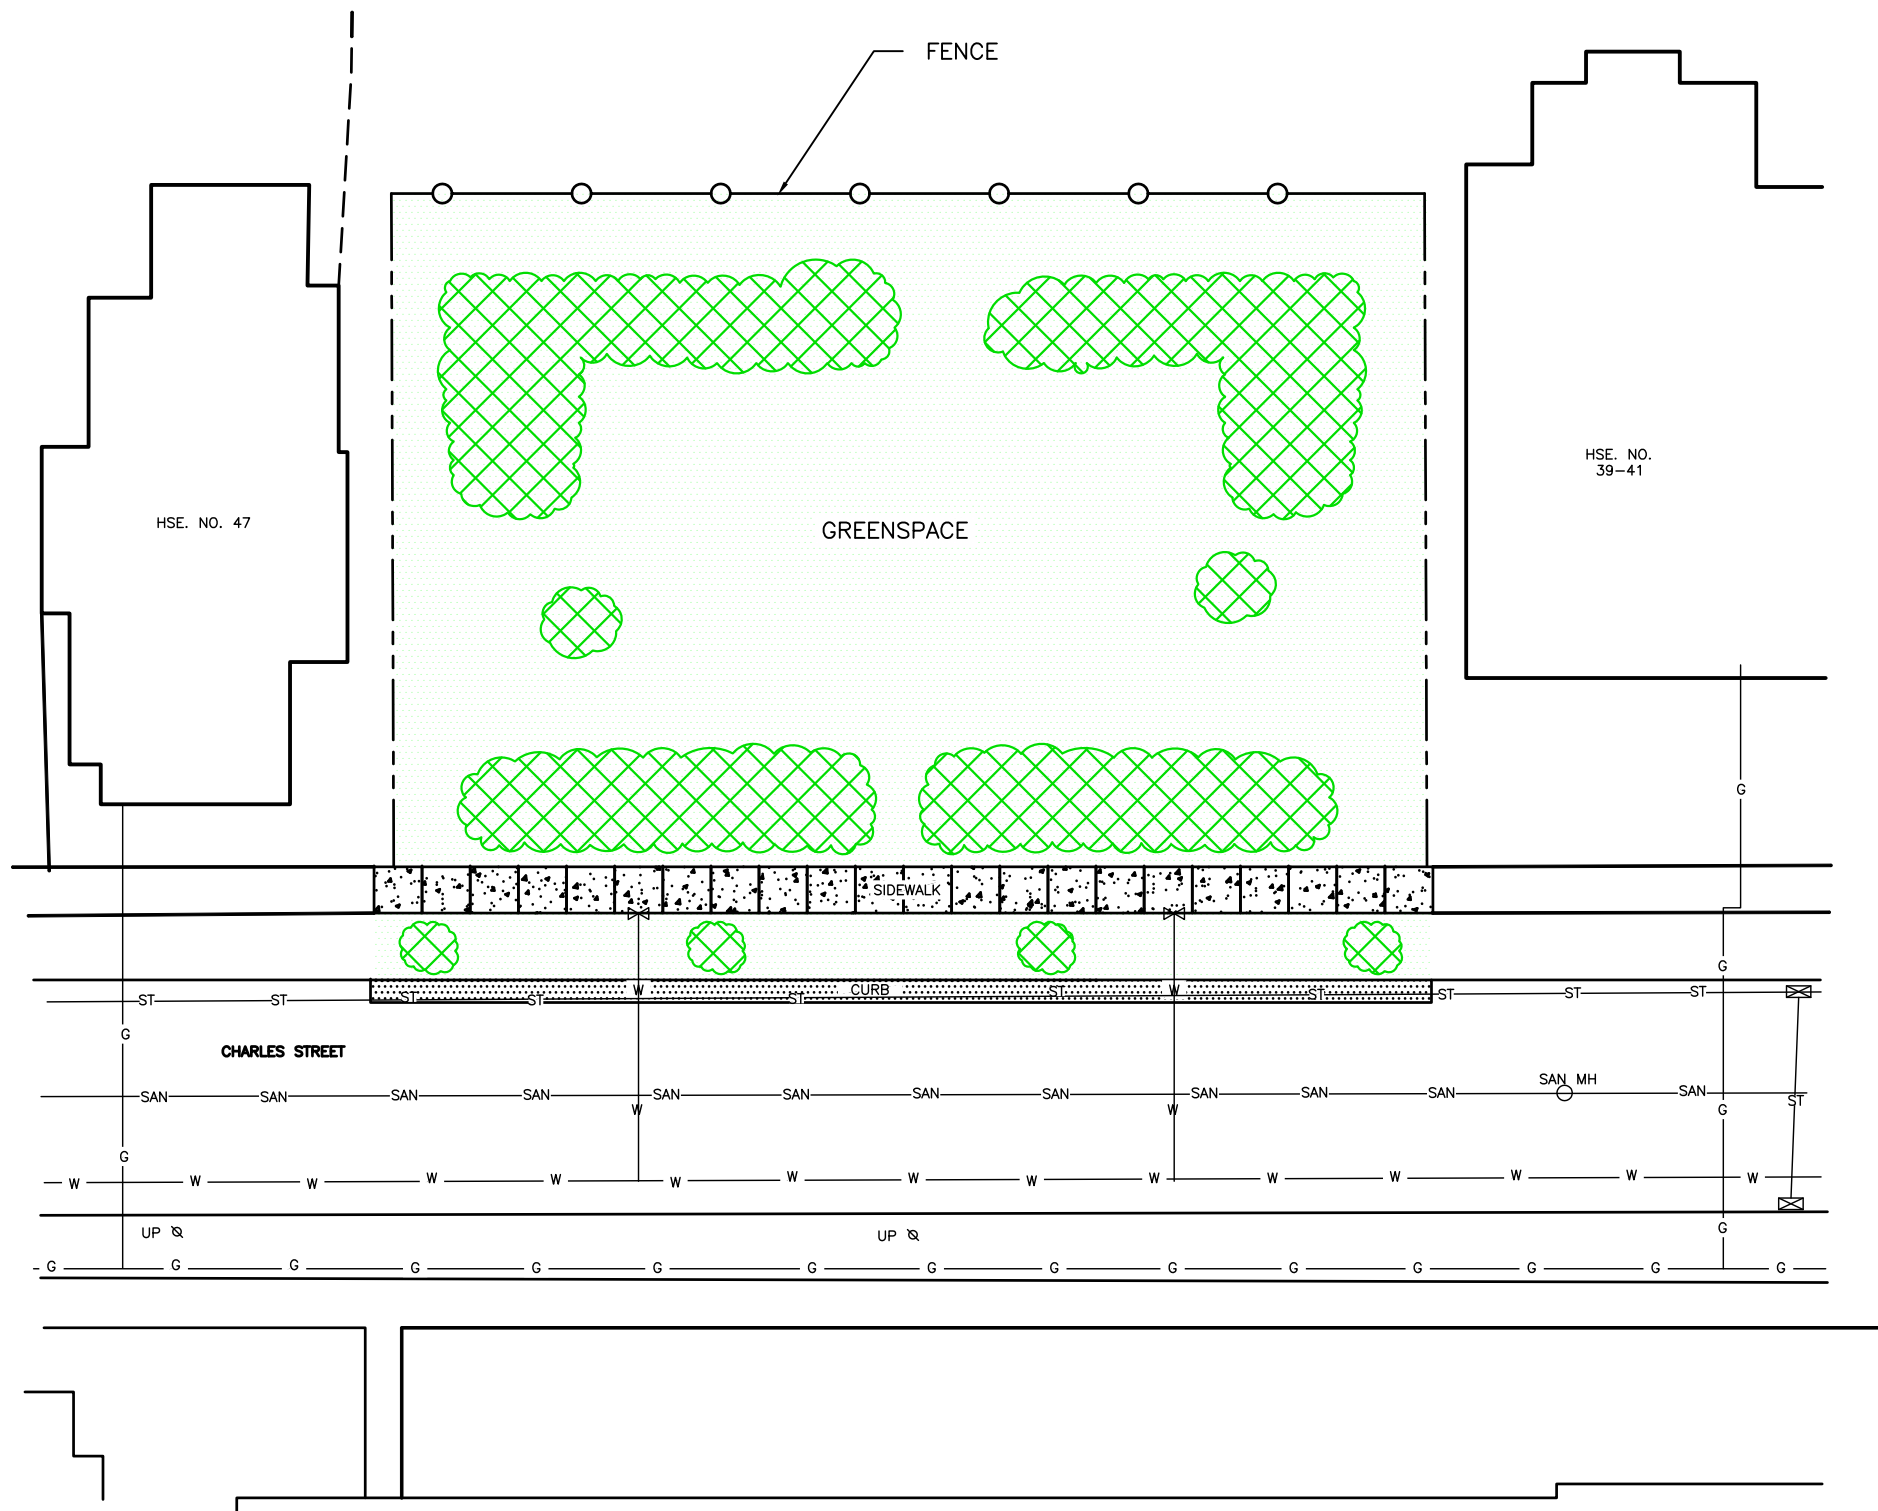 FENCE
HSE. NO.
39-41
HSE. NO. 47
GREENSPACE
G
SIDEWALK
G
W CURB W
ST ST ST ST ST ST ST ST ST ST
G
CHARLES STREET
SAN MH
SAN SAN SAN SAN SAN SAN SAN SAN SAN SAN SAN SAN
ST
W W G
G
W W W W W W W W W W W W W W W
UP UP
G
G G G G G G G G G G G G G G G